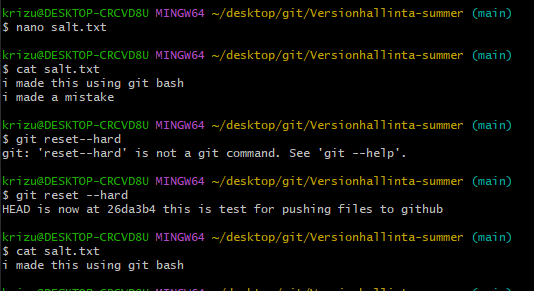 krizu@DESKTOP-CRCVD8U MINGW64 ~/desktop/git/Versionhallinta-summer (main)
$ nano salt.txt
krizu@DESKTOP-CRCVD8U MINGW64 ~/desktop/git/Versionhallinta-summer (main)
$ cat salt.txt
i made this using git bash
i made a mistake
krizu@DESKTOP-CRCVD8U MINGW64 ~/desktop/git/Versionhallinta-summer (main)
$ git reset--hard
git: 'reset--hard' is not a git command. See 'git --help'.
krizu@DESKTOP-CRCVD8U MINGW64 ~/desktop/git/Versionhallinta-summer (main)
$ git reset --hard
HEAD is now at 26da3b4 this is test for pushing files to github
krizu@DESKTOP-CRCVD8U MINGW64 ~/desktop/git/Versionhallinta-summer (main)
$ cat salt.txt
i made this using git bash